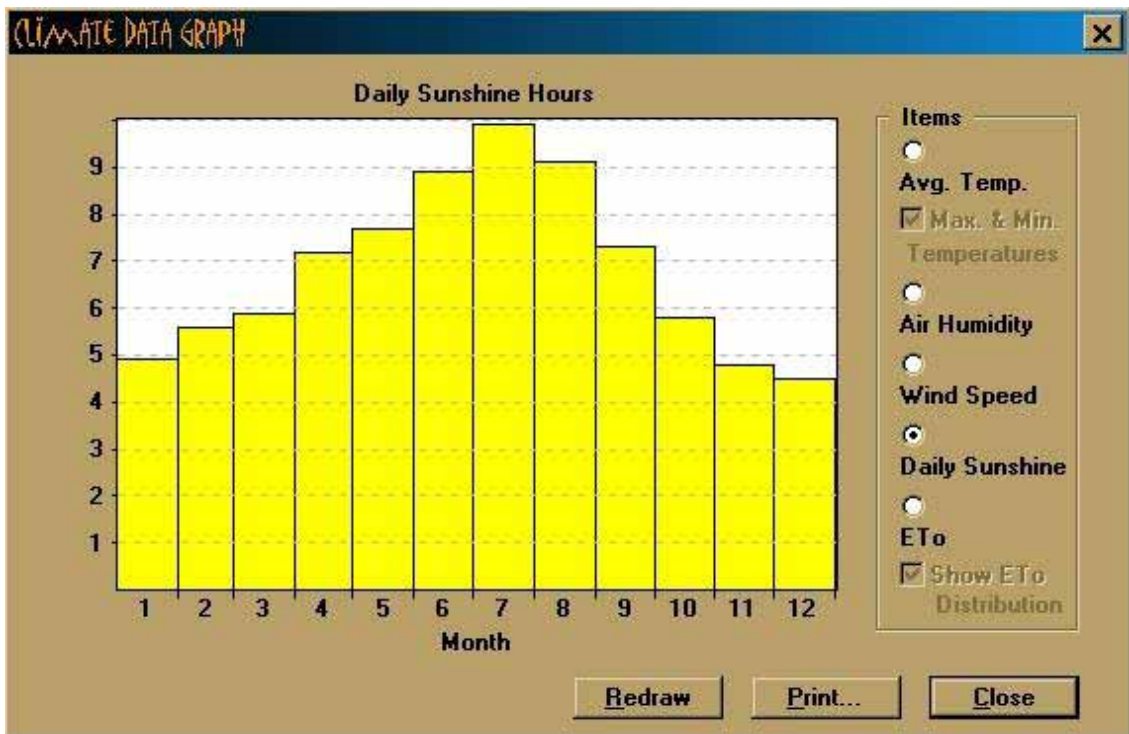 CLiMATE DATA GRAPH
Daily Sunshine Hours
9
8
7
6
5
4
3
2
1
1 2 3 4 5 6 7 8 9 10 11 12
Month
Items
Avg. Temp.
Max. & Min.
Temperatures
Air Humidity
Wind Speed
Daily Sunshine
ETo
Show ETo
Distribution
Redraw Print... Close